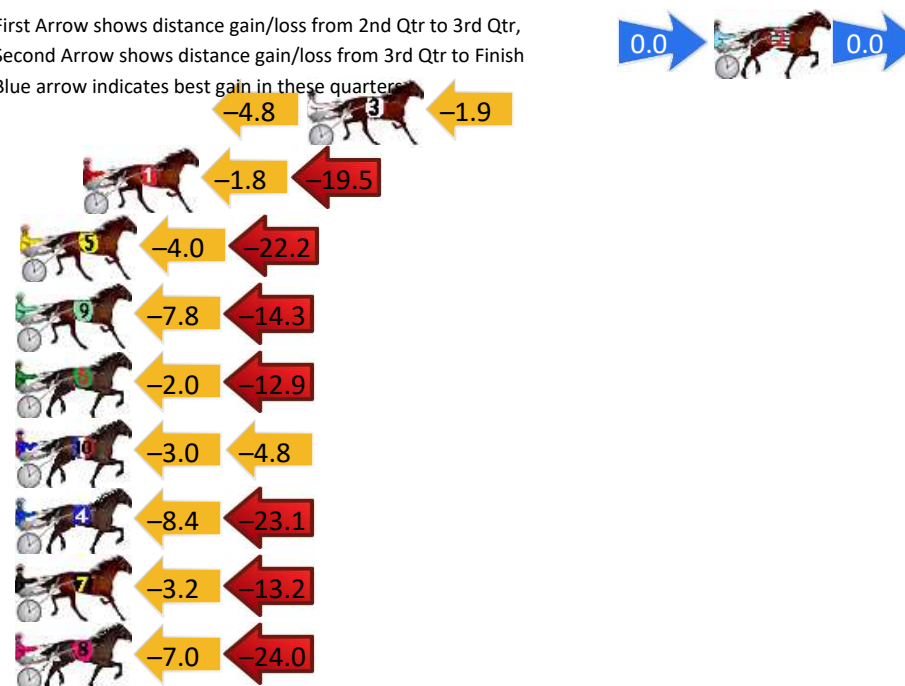 First Arrow shows distance gain/loss from 2nd Qtr to 3rd Qtr,
Second Arrow shows distance gain/loss from 3rd Qtr to Finish
Blue arrow indicates best gain in these quarters
0.0 2 0.0
–4.8 3 –1.9
1 –1.8 –19.5
5 –4.0 –22.2
9 –7.8 –14.3
6 –2.0 –12.9
10 –3.0 –4.8
4 –8.4 –23.1
7 –3.2 –13.2
8 –7.0 –24.0